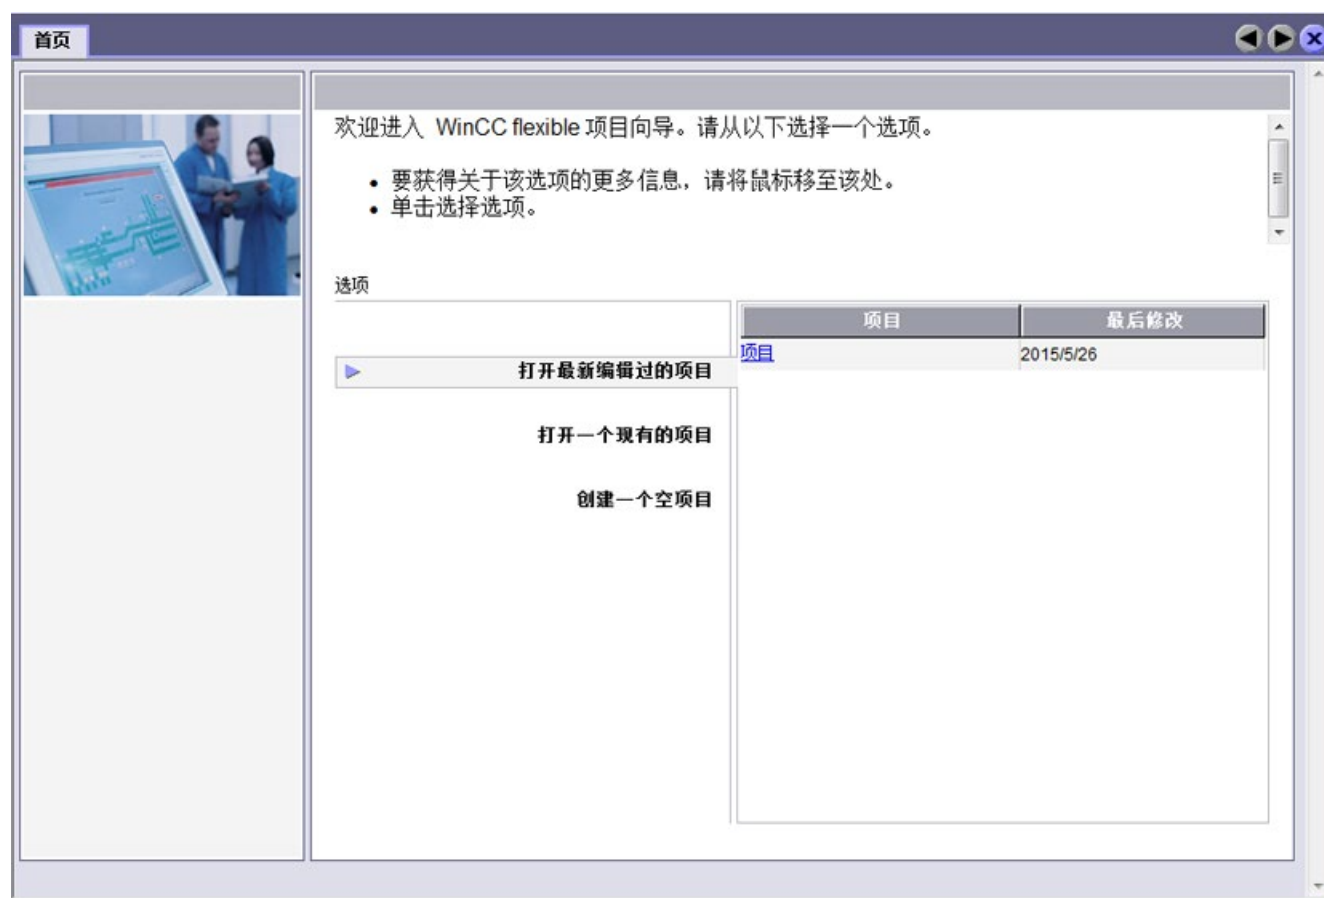 首页
欢迎进入 WinCC flexible 项目向导。请从以下选择一个选项。
• 要获得关于该选项的更多信息，请将鼠标移至该处。
• 单击选择选项。
选项
项目 最后修改
项目 2015/5/26
打开最新编辑过的项目
打开一个现有的项目
创建一个空项目